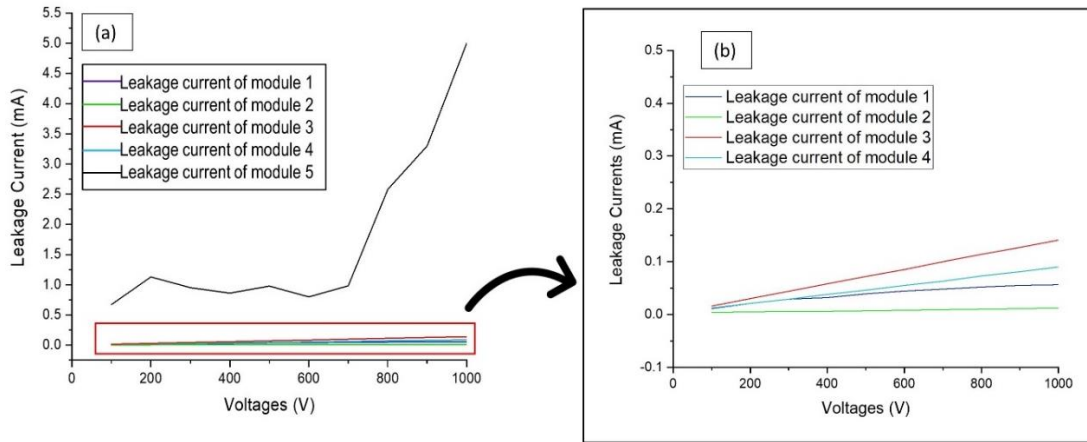 (a)
Leakage Current (mA)
5.5
5.0
4.5
4.0
3.5
3.0
2.5
2.0
1.5
1.0
0.5
0.0
Leakage current of module 1
Leakage current of module 2
Leakage current of module 3
Leakage current of module 4
Leakage current of module 5
0 200 400 600 800 1000
Voltages (V)
(b)
Leakage Currents (mA)
0.5
0.4
0.3
0.2
0.1
0.0
-0.1
Leakage current of module 1
Leakage current of module 2
Leakage current of module 3
Leakage current of module 4
0 200 400 600 800 1000
Voltages (V)